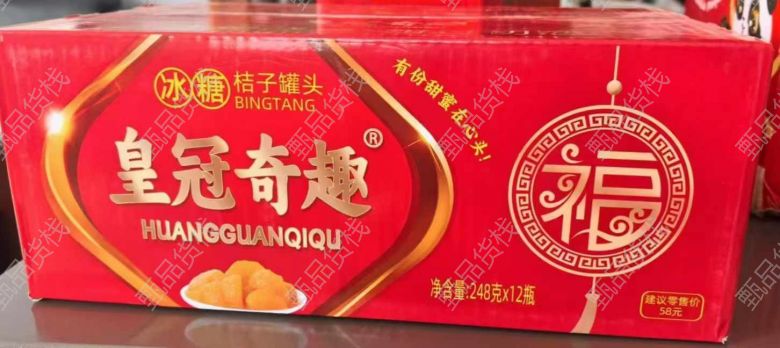 冰糖桔子罐头
BINGTANG
皇冠奇趣®
HUANGGUANQIQU
有份甜蜜在心头!
福
净含量:248克x12瓶
建议零售价
58元
甄品货栈